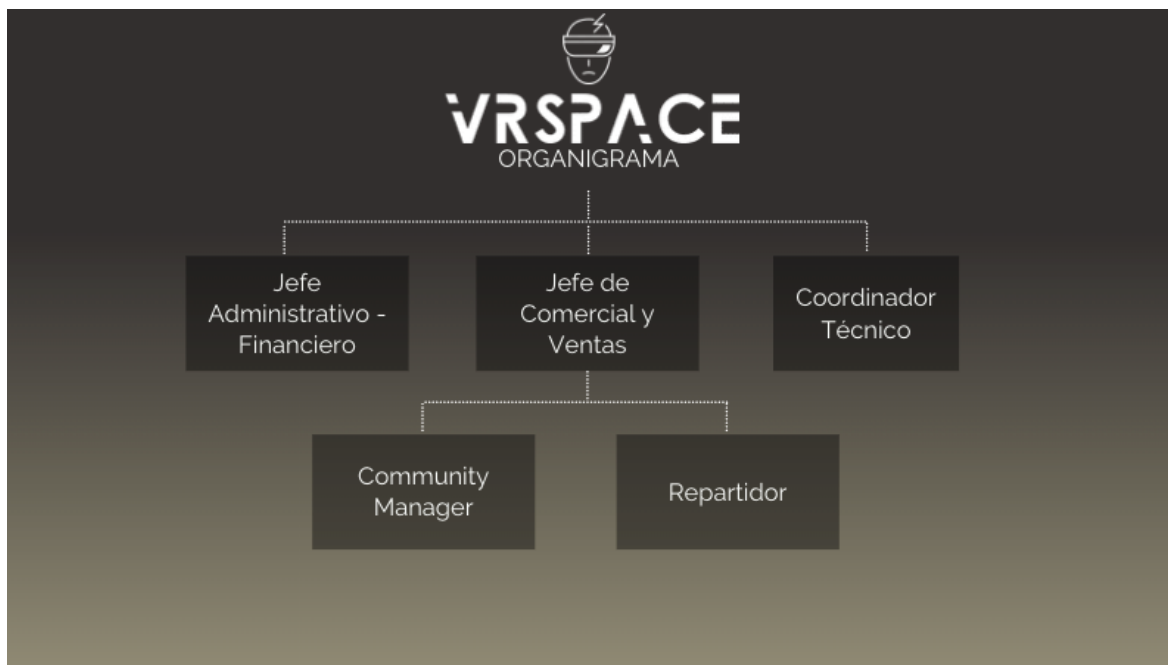 VRSPACE
ORGANIGRAMA
Jefe
Administrativo -
Financiero
Jefe de
Comercial y
Ventas
Coordinador
Técnico
Community
Manager
Repartidor